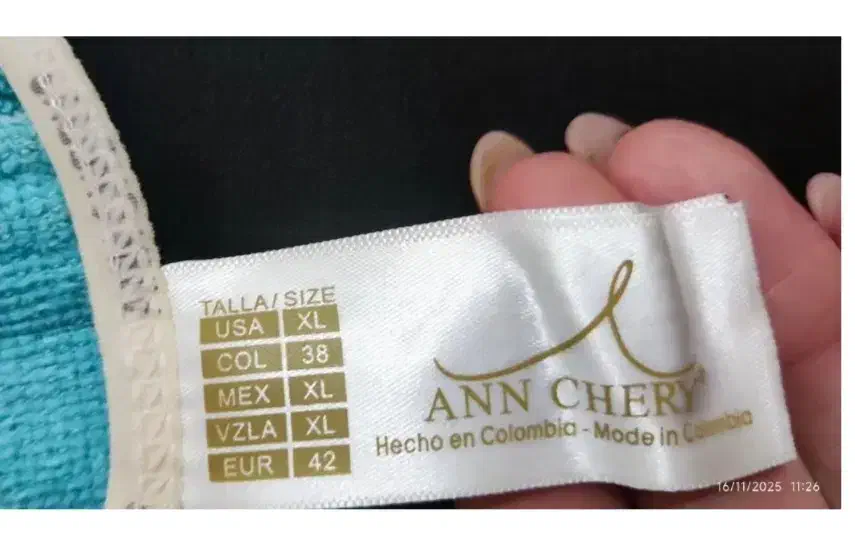 TALLA / SIZE
USA XL
COL 38
MEX XL
VZLA XL
EUR 42
ANN CHERY
Hecho en Colombia - Made in Colombia
16/11/2025 11:26